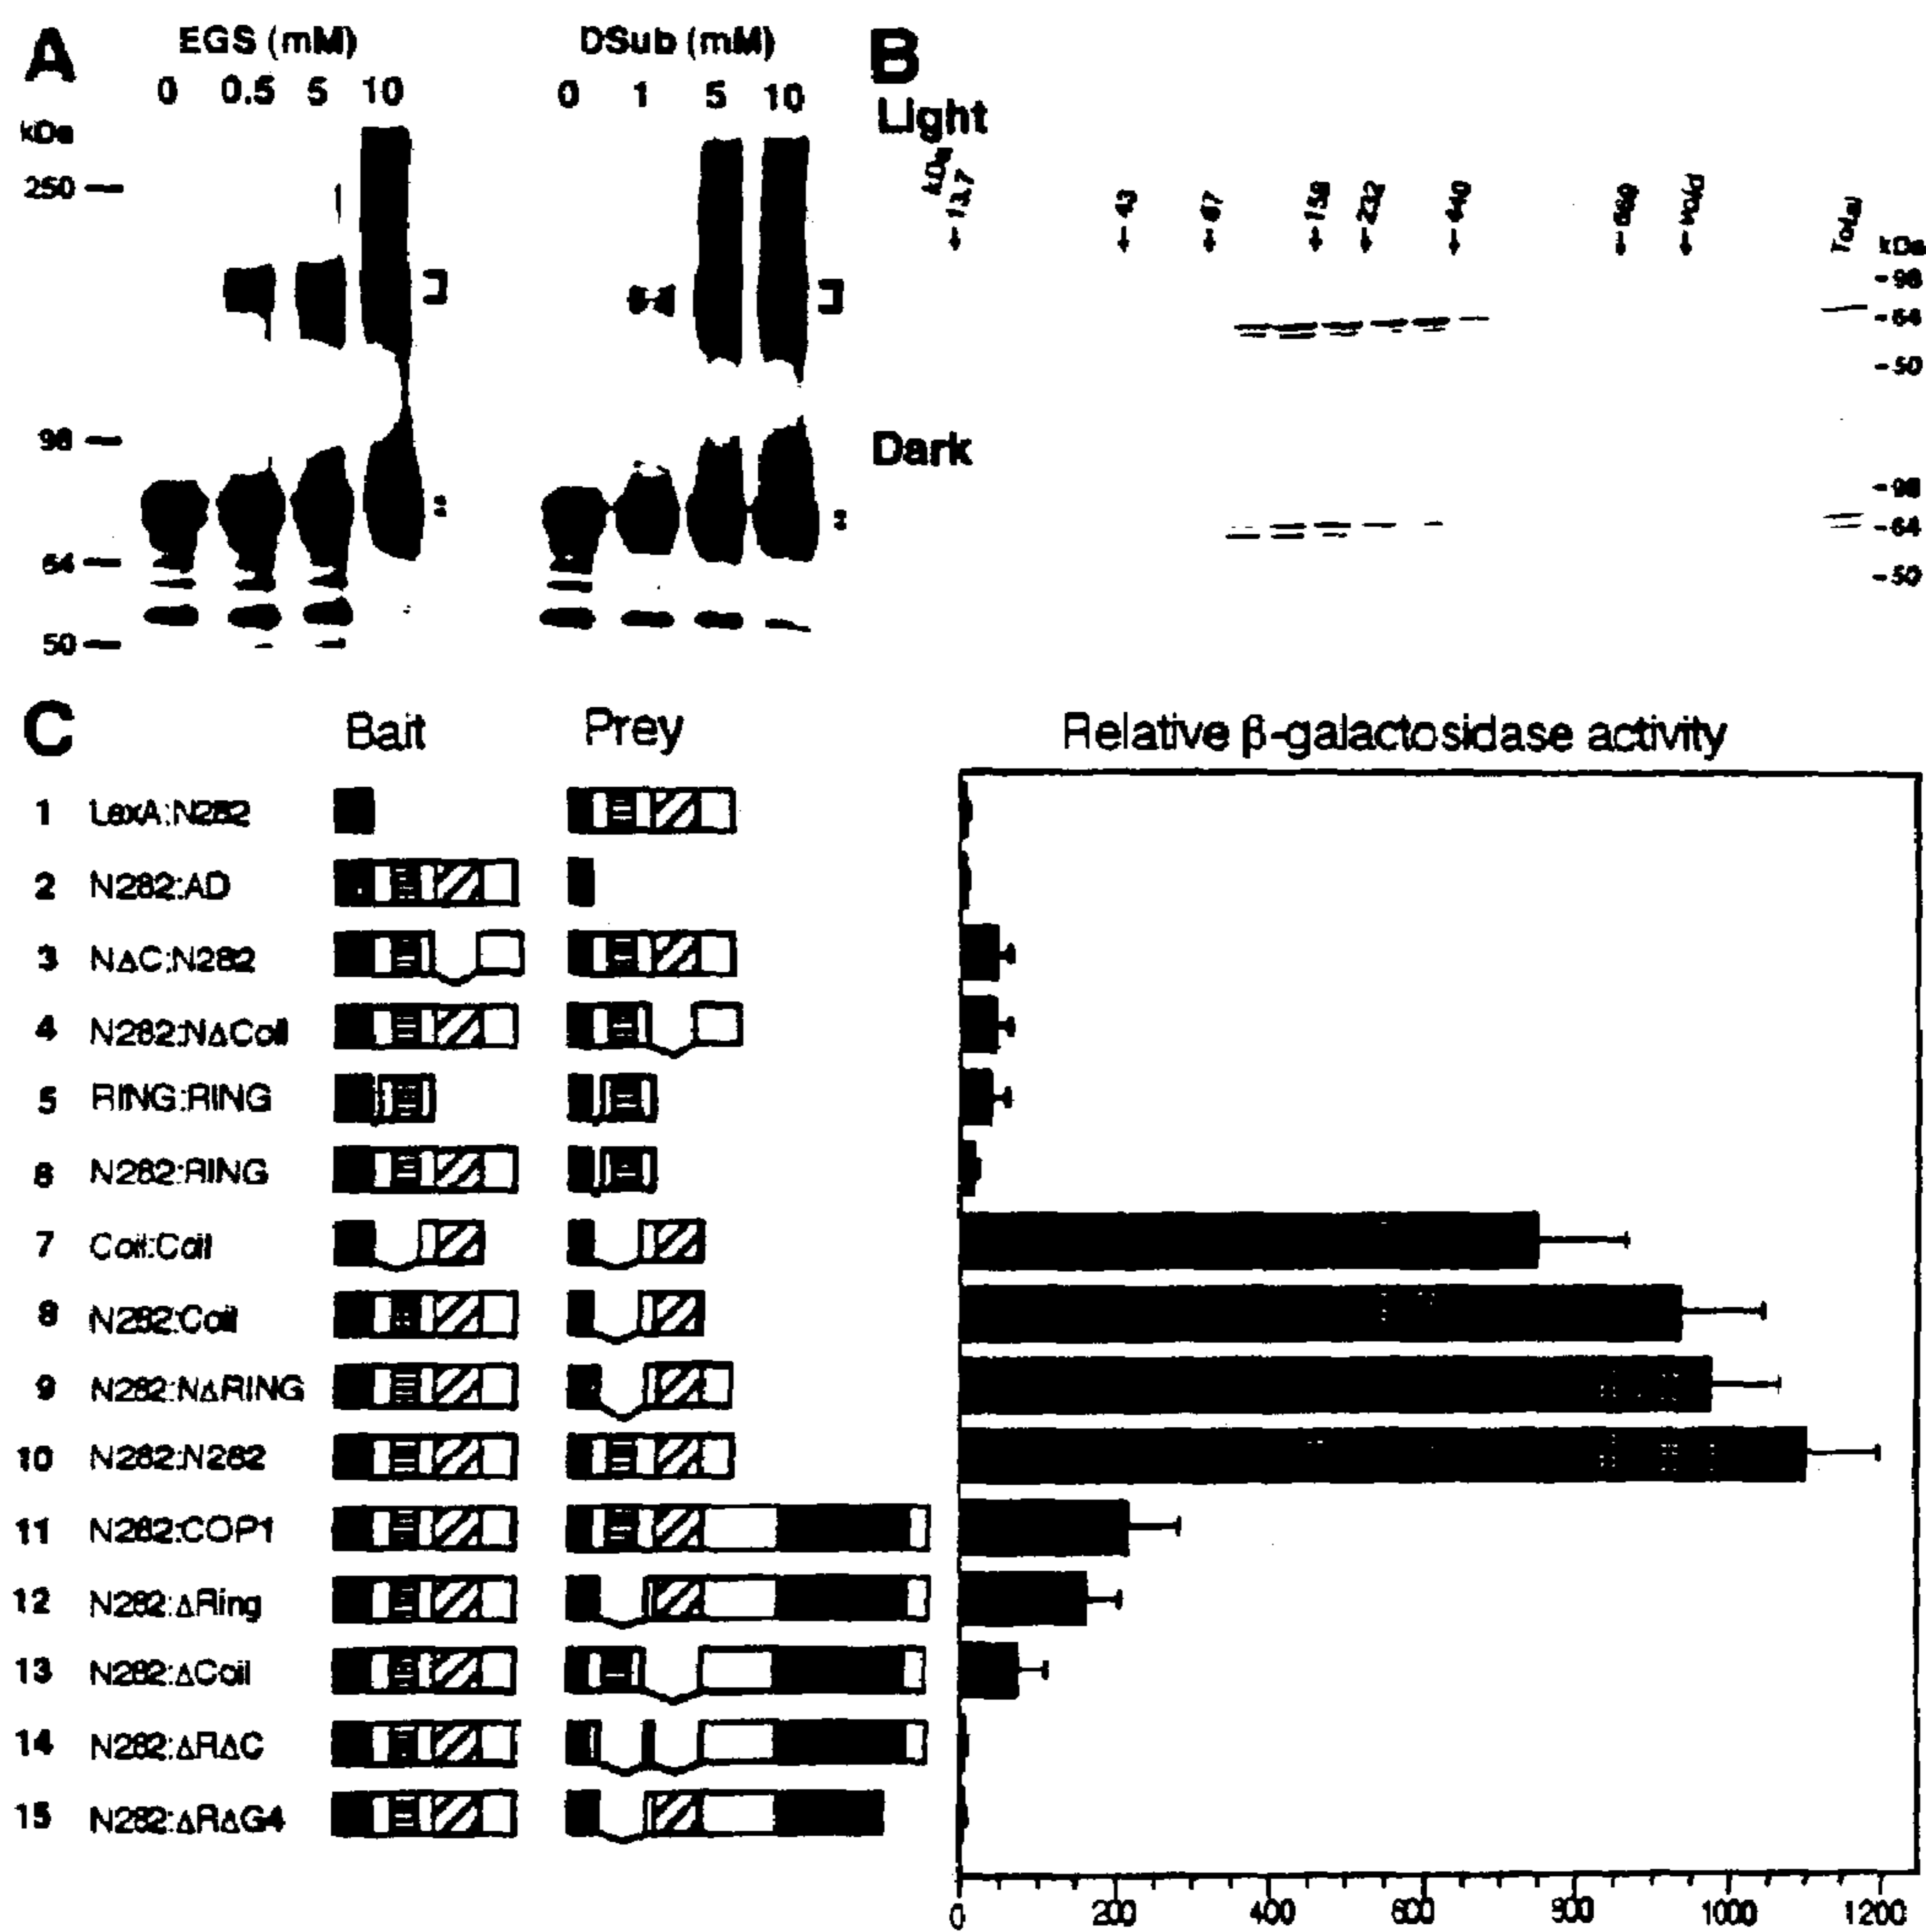 A
EGS (mM)
DSub (mM)
0 0.5 5 10
0 1 5 10
kDa
250
98
64
50
B
Light
kDa
13.7 43 67 158 232 440 669 void
Total
kDa
-98
-64
-50
Dark
-98
-64
-50
C
Bait Prey Relative β-galactosidase activity
1 LexA:N282
2 N282:AD
3 NΔC:N282
4 N282:NΔCoil
5 RING:RING
6 N282:RING
7 Coil:Coil
8 N282:Coil
9 N282:NΔRING
10 N282:N282
11 N282:COP1
12 N282:ΔRing
13 N282:ΔCoil
14 N282:ΔRΔC
15 N282:ΔRΔG4
0 200 400 600 800 1000 1200